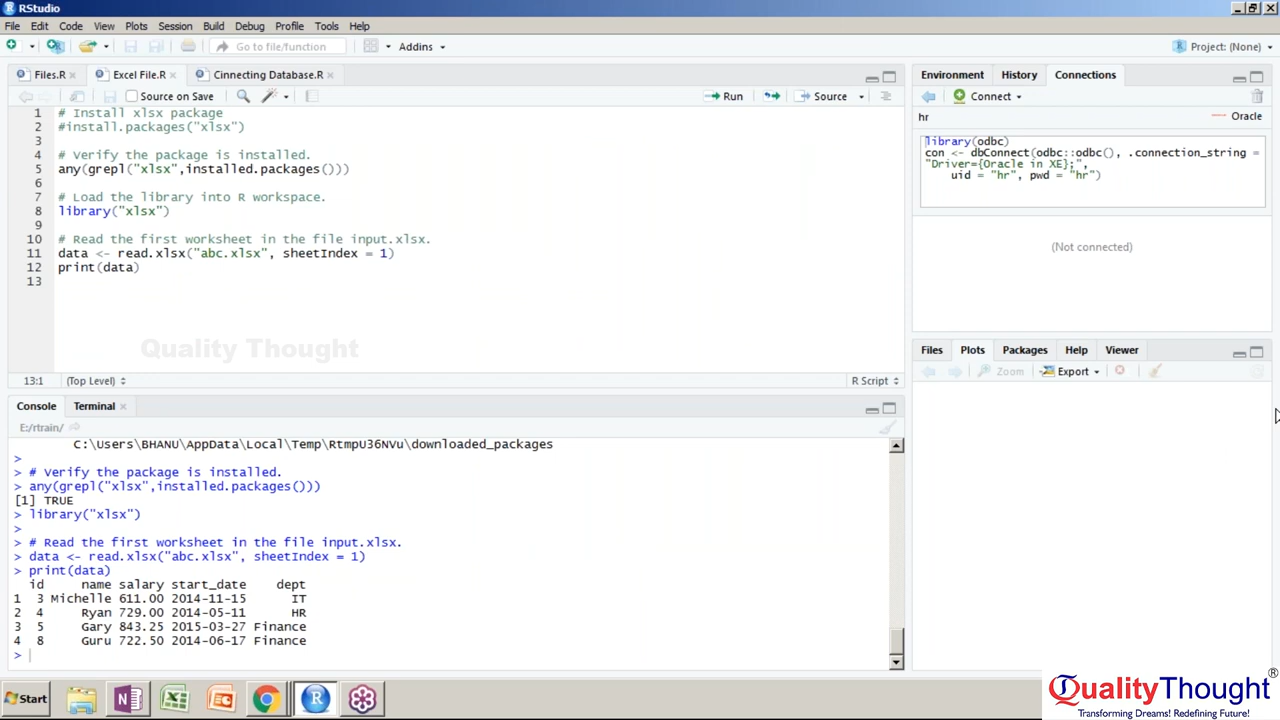 RStudio
File Edit Code View Plots Session Build Debug Profile Tools Help
Go to file/function Addins Project: (None)
Files.R Excel File.R Cinnecting Database.R
Source on Save Run Source
1 # Install xlsx package
2 #install.packages("xlsx")
3
4 # Verify the package is installed.
5 any(grepl("xlsx",installed.packages()))
6
7 # Load the library into R workspace.
8 library("xlsx")
9
10 # Read the first worksheet in the file input.xlsx.
11 data <- read.xlsx("abc.xlsx", sheetIndex = 1)
12 print(data)
13
Quality Thought
13:1 (Top Level) R Script
Console Terminal
E:/rtrain/
C:\Users\BHANU\AppData\Local\Temp\RtmpU36NVu\downloaded_packages
>
> # Verify the package is installed.
> any(grepl("xlsx",installed.packages()))
[1] TRUE
> library("xlsx")
>
> # Read the first worksheet in the file input.xlsx.
> data <- read.xlsx("abc.xlsx", sheetIndex = 1)
> print(data)
id name salary start_date dept
1 3 Michelle 611.00 2014-11-15 IT
2 4 Ryan 729.00 2014-05-11 HR
3 5 Gary 843.25 2015-03-27 Finance
4 8 Guru 722.50 2014-06-17 Finance
>
Environment History Connections
Connect
hr Oracle
library(odbc)
con <- dbConnect(odbc::odbc(), .connection_string =
"Driver={Oracle in XE};",
uid = "hr", pwd = "hr")
(Not connected)
Files Plots Packages Help Viewer
Zoom Export
Start
QualityThought®
Transforming Dreams! Redefining Future!